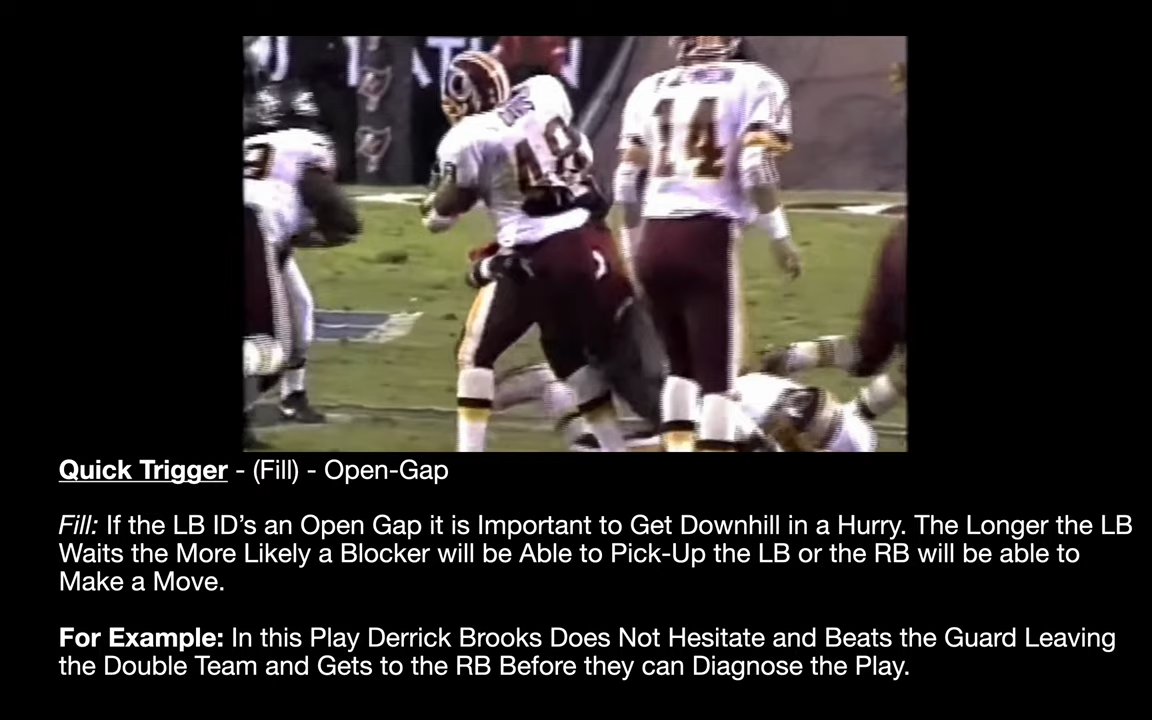 14
48
Quick Trigger - (Fill) - Open-Gap
Fill: If the LB ID’s an Open Gap it is Important to Get Downhill in a Hurry. The Longer the LB
Waits the More Likely a Blocker will be Able to Pick-Up the LB or the RB will be able to
Make a Move.
For Example: In this Play Derrick Brooks Does Not Hesitate and Beats the Guard Leaving
the Double Team and Gets to the RB Before they can Diagnose the Play.